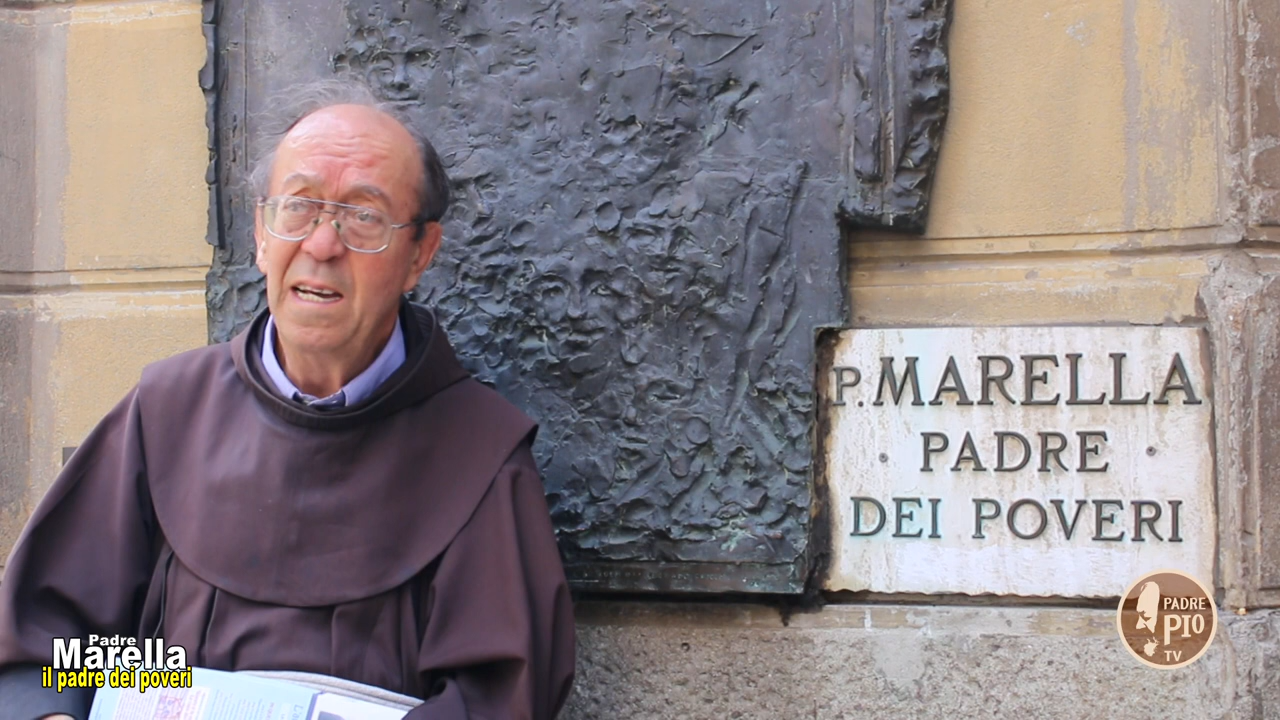 P. MARELLA
PADRE
DEI POVERI
Padre
Marella
il padre dei poveri
PADRE
PIO
TV